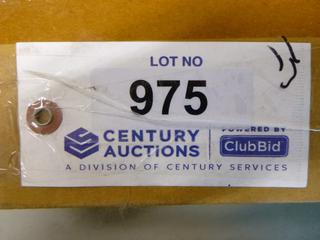 LOT NO
975
CENTURY AUCTIONS
POWERED BY
ClubBid
A DIVISION OF CENTURY SERVICES